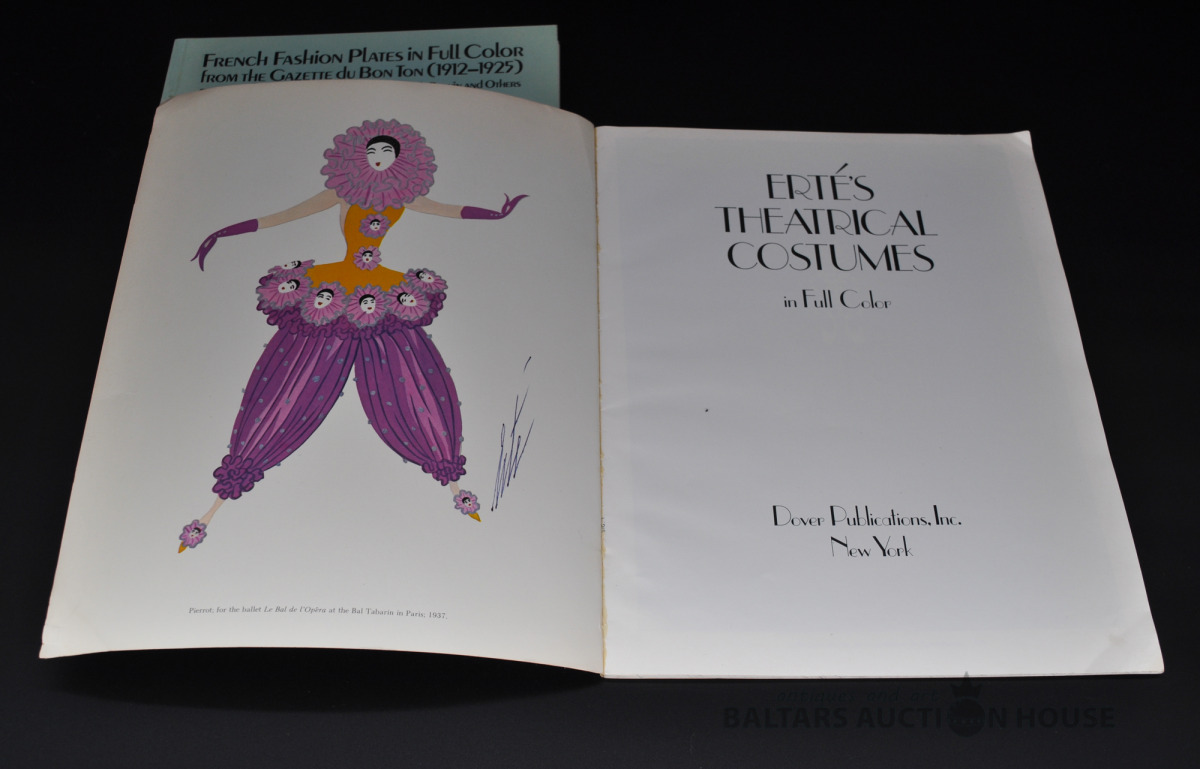 FRENCH FASHION PLATES IN FULL COLOR
FROM THE GAZETTE DU BON TON (1912–1925)
AND OTHERS
ERTÉ'S
THEATRICAL
COSTUMES
in Full Color
Dover Publications, Inc.
New York
Erté
Pierrot; for the ballet Le Bal de l'Opéra at the Bal Tabarin in Paris; 1937.
BALTARS AUCTION HOUSE